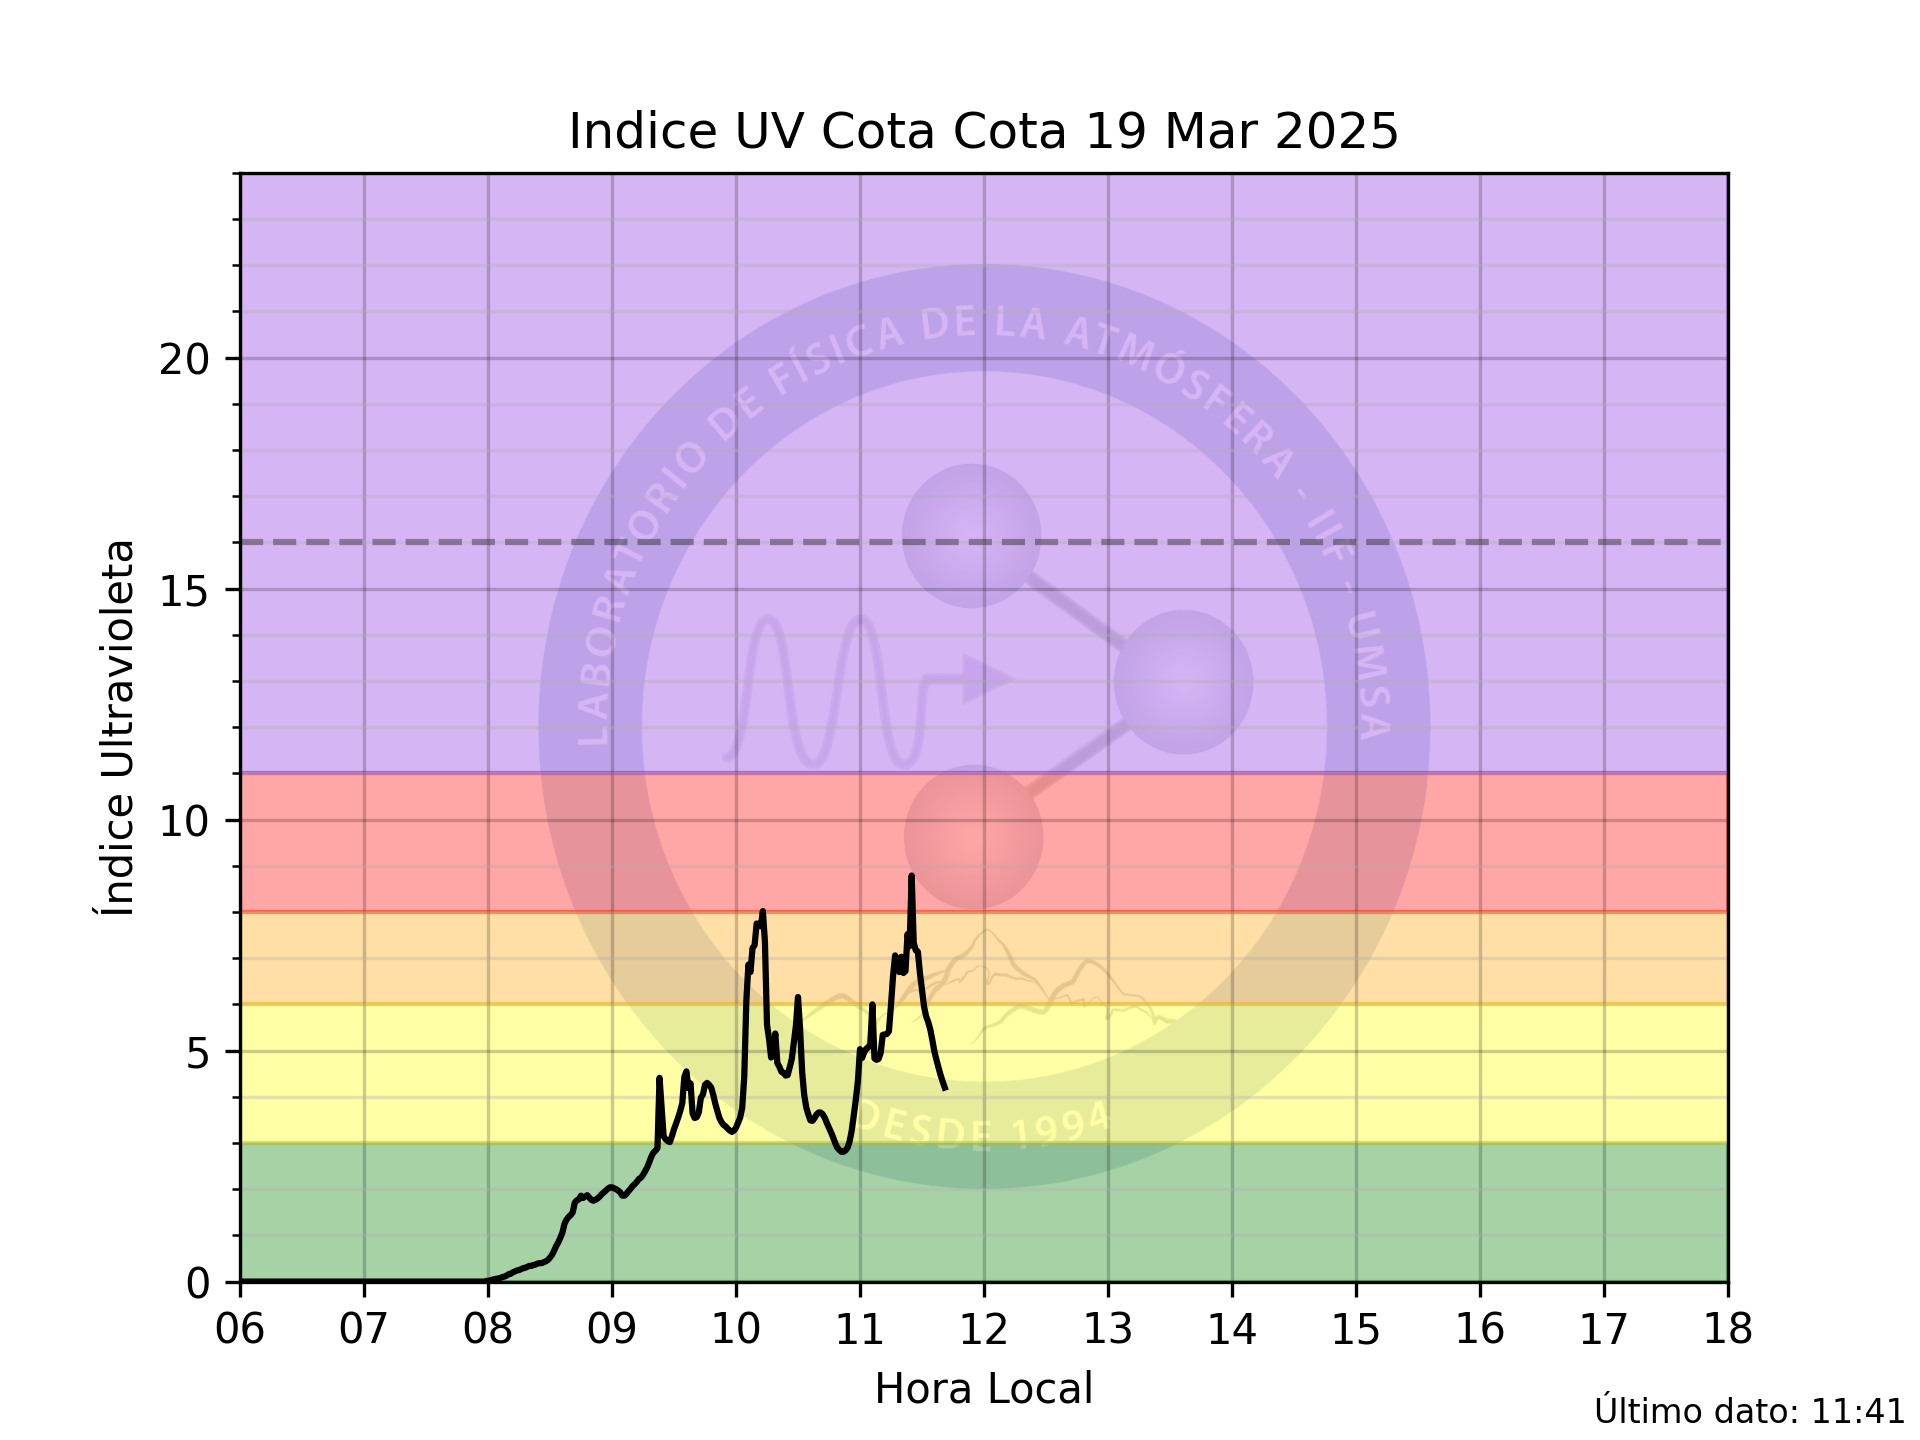 Indice UV Cota Cota 19 Mar 2025
LABORATORIO DE FÍSICA DE LA ATMÓSFERA - IIF - UMSA
DESDE 1994
Índice Ultravioleta
20
15
10
5
0
06 07 08 09 10 11 12 13 14 15 16 17 18
Hora Local
Último dato: 11:41